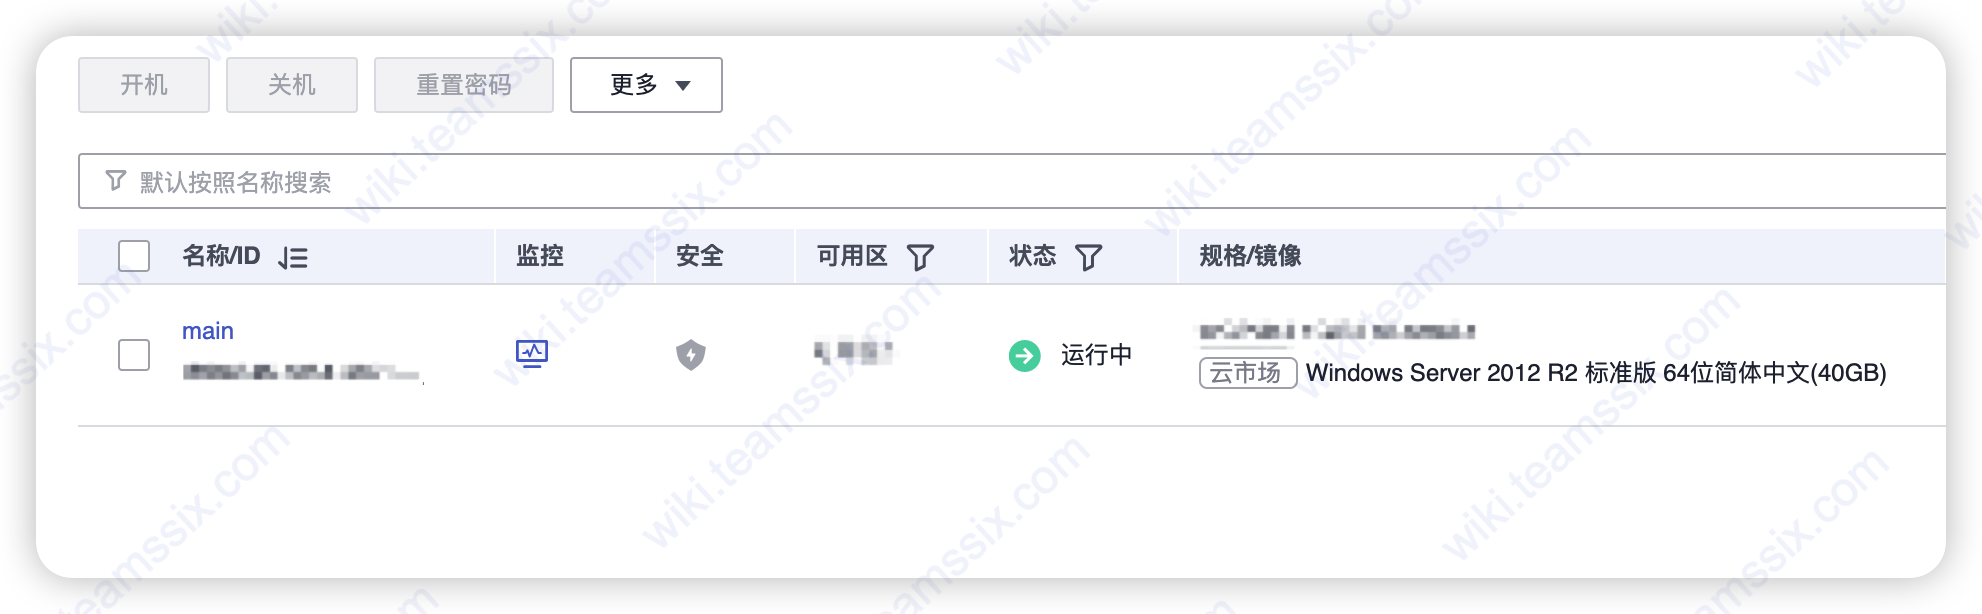 开机 关机 重置密码 更多
默认按照名称搜索
名称/ID 监控 安全 可用区 状态 规格/镜像
main
运行中
云市场 Windows Server 2012 R2 标准版 64位简体中文(40GB)
wiki.teamssix.com